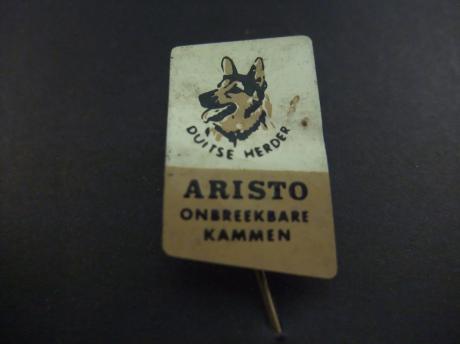 DUITSE HERDER
ARISTO
ONBREEKBARE
KAMMEN